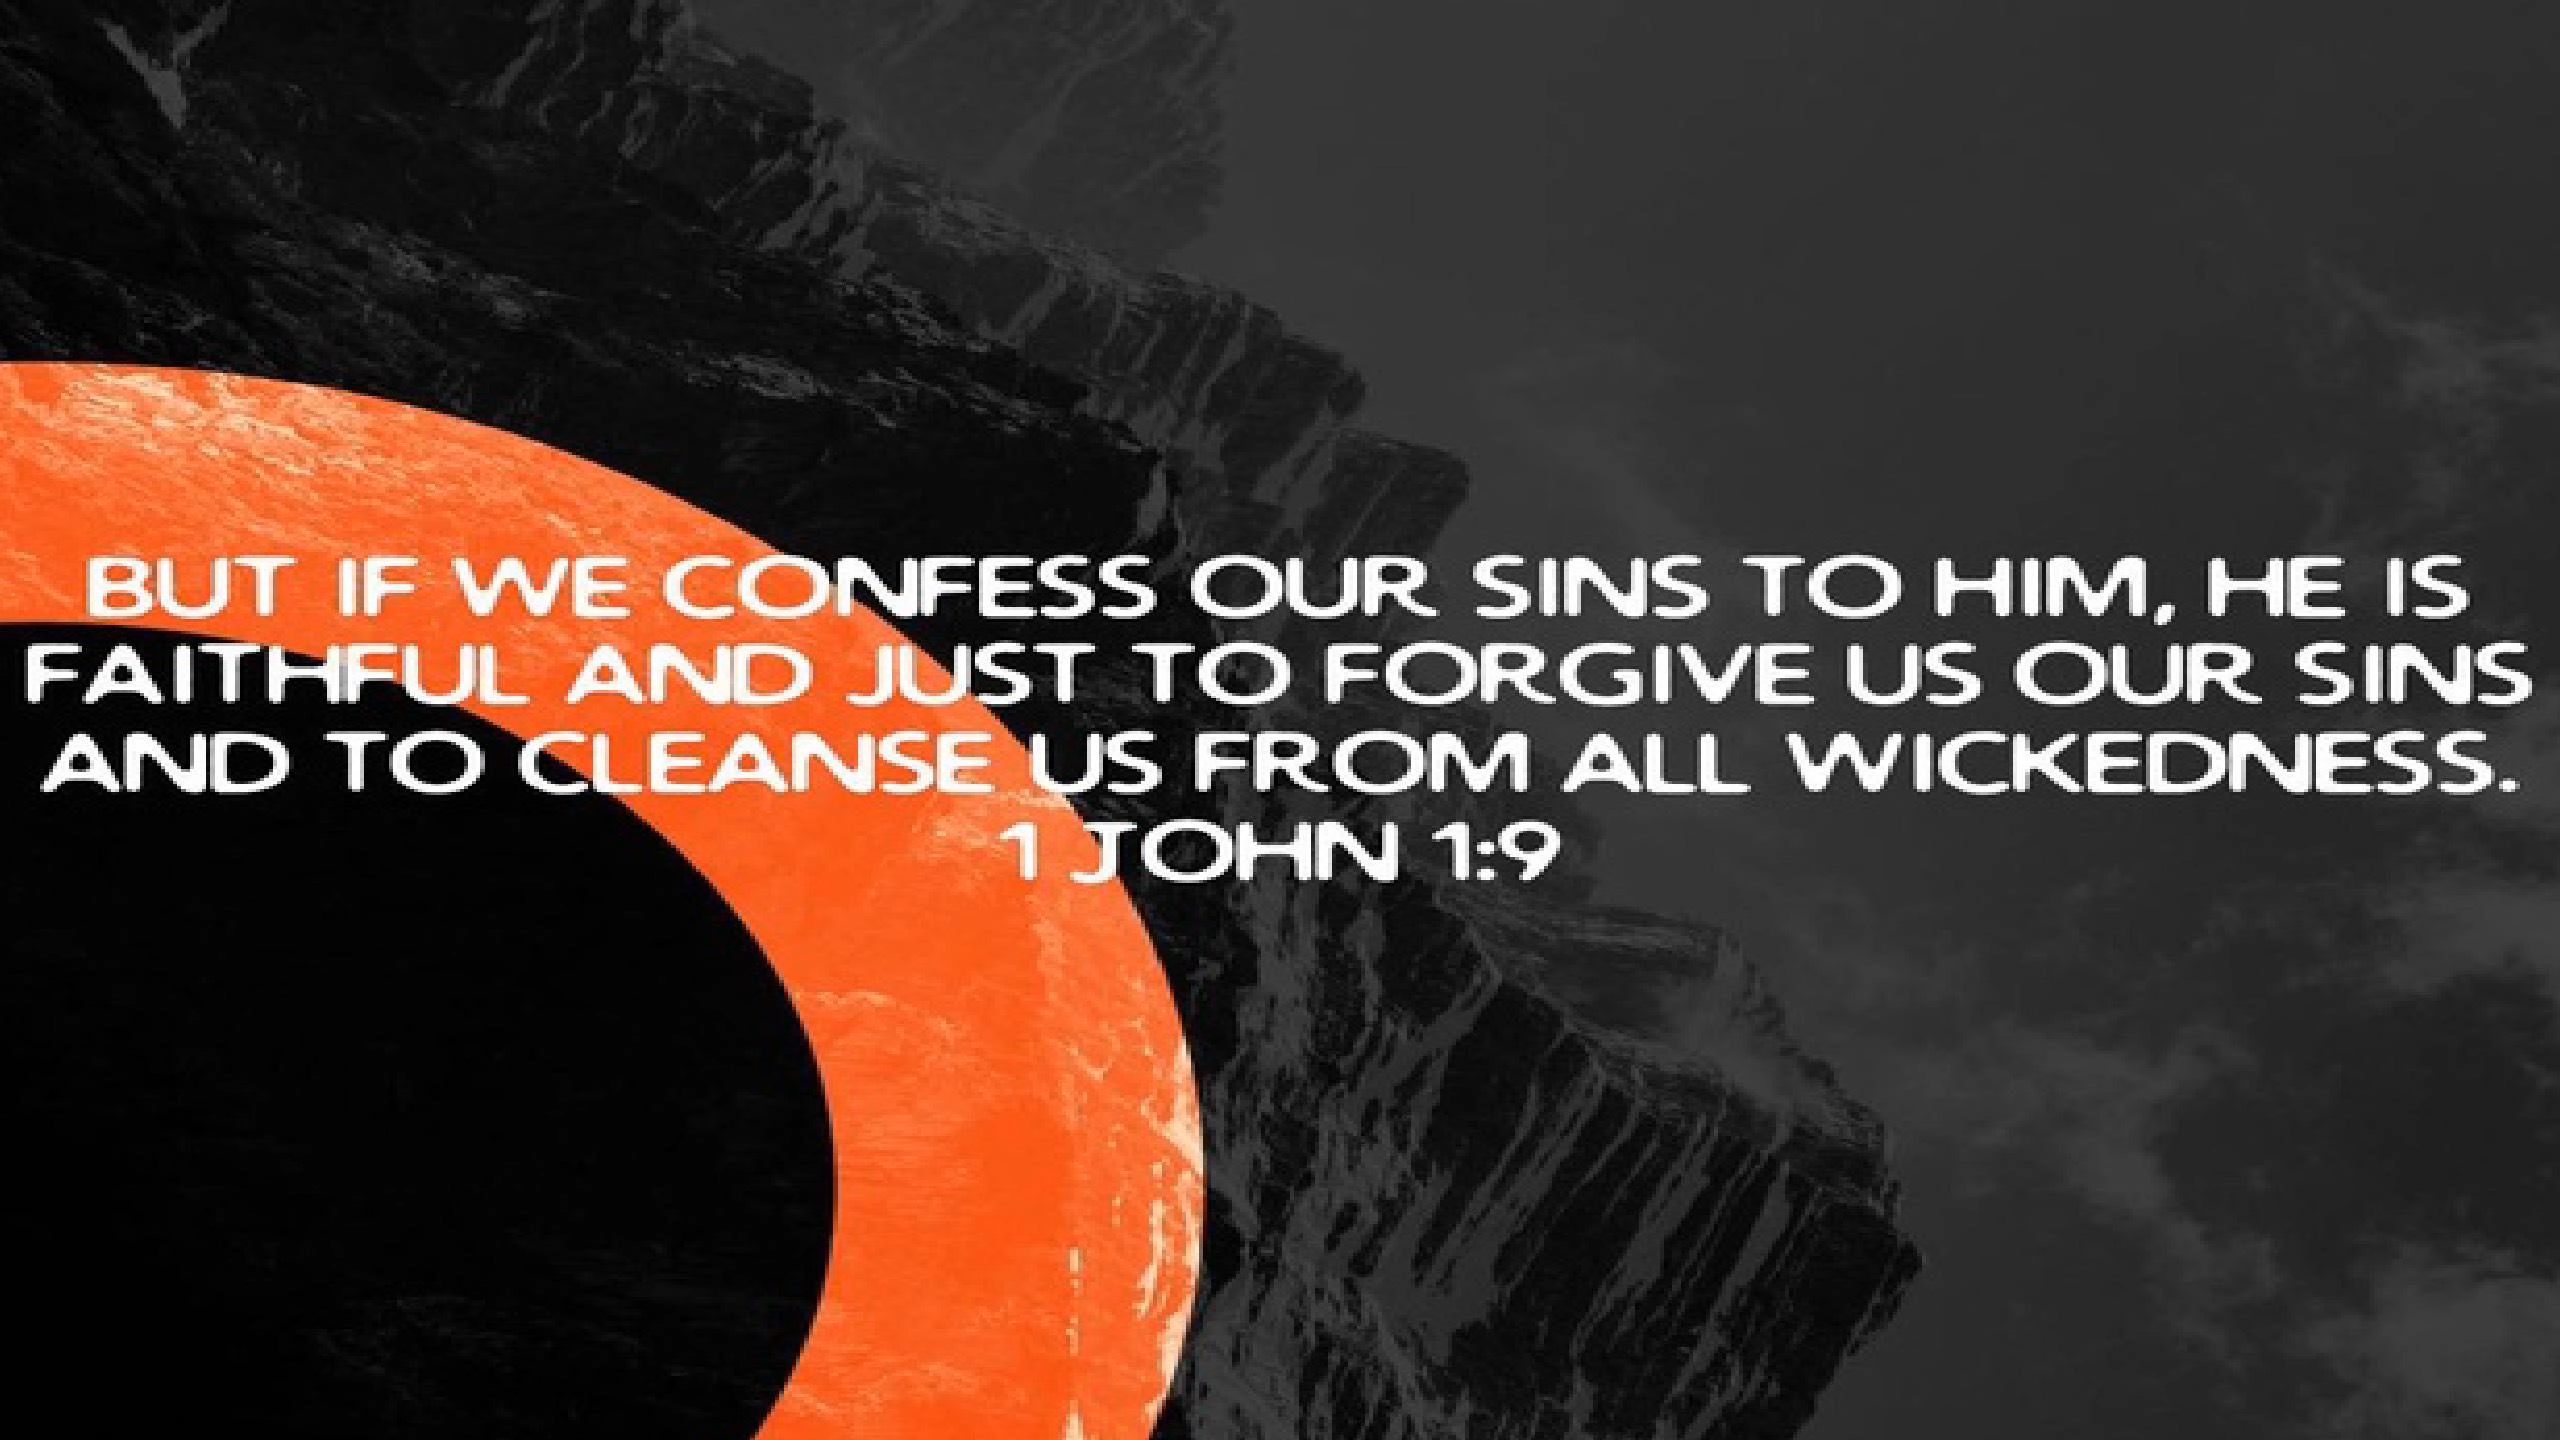 BUT IF WE CONFESS OUR SINS TO HIM, HE IS
FAITHFUL AND JUST TO FORGIVE US OUR SINS
AND TO CLEANSE US FROM ALL WICKEDNESS.
1 JOHN 1:9